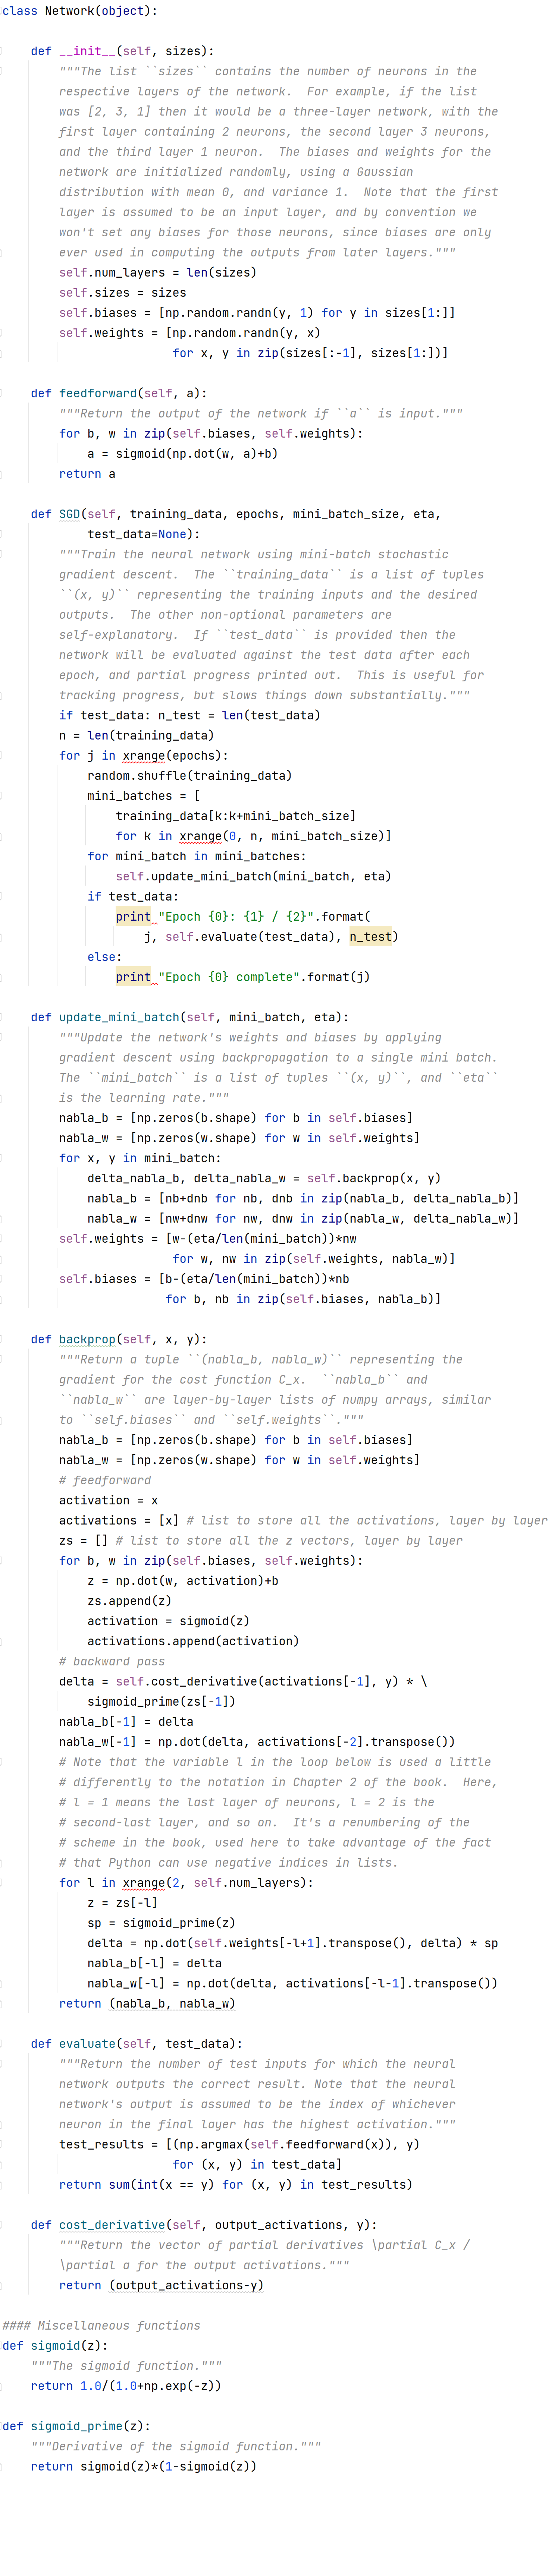 class Network(object):

    def __init__(self, sizes):
        """The list ``sizes`` contains the number of neurons in the
        respective layers of the network.  For example, if the list
        was [2, 3, 1] then it would be a three-layer network, with the
        first layer containing 2 neurons, the second layer 3 neurons,
        and the third layer 1 neuron.  The biases and weights for the
        network are initialized randomly, using a Gaussian
        distribution with mean 0, and variance 1.  Note that the first
        layer is assumed to be an input layer, and by convention we
        won't set any biases for those neurons, since biases are only
        ever used in computing the outputs from later layers."""
        self.num_layers = len(sizes)
        self.sizes = sizes
        self.biases = [np.random.randn(y, 1) for y in sizes[1:]]
        self.weights = [np.random.randn(y, x)
                        for x, y in zip(sizes[:-1], sizes[1:])]

    def feedforward(self, a):
        """Return the output of the network if ``a`` is input."""
        for b, w in zip(self.biases, self.weights):
            a = sigmoid(np.dot(w, a)+b)
        return a

    def SGD(self, training_data, epochs, mini_batch_size, eta,
            test_data=None):
        """Train the neural network using mini-batch stochastic
        gradient descent.  The ``training_data`` is a list of tuples
        ``(x, y)`` representing the training inputs and the desired
        outputs.  The other non-optional parameters are
        self-explanatory.  If ``test_data`` is provided then the
        network will be evaluated against the test data after each
        epoch, and partial progress printed out.  This is useful for
        tracking progress, but slows things down substantially."""
        if test_data: n_test = len(test_data)
        n = len(training_data)
        for j in xrange(epochs):
            random.shuffle(training_data)
            mini_batches = [
                training_data[k:k+mini_batch_size]
                for k in xrange(0, n, mini_batch_size)]
            for mini_batch in mini_batches:
                self.update_mini_batch(mini_batch, eta)
            if test_data:
                print "Epoch {0}: {1} / {2}".format(
                    j, self.evaluate(test_data), n_test)
            else:
                print "Epoch {0} complete".format(j)

    def update_mini_batch(self, mini_batch, eta):
        """Update the network's weights and biases by applying
        gradient descent using backpropagation to a single mini batch.
        The ``mini_batch`` is a list of tuples ``(x, y)``, and ``eta``
        is the learning rate."""
        nabla_b = [np.zeros(b.shape) for b in self.biases]
        nabla_w = [np.zeros(w.shape) for w in self.weights]
        for x, y in mini_batch:
            delta_nabla_b, delta_nabla_w = self.backprop(x, y)
            nabla_b = [nb+dnb for nb, dnb in zip(nabla_b, delta_nabla_b)]
            nabla_w = [nw+dnw for nw, dnw in zip(nabla_w, delta_nabla_w)]
        self.weights = [w-(eta/len(mini_batch))*nw
                        for w, nw in zip(self.weights, nabla_w)]
        self.biases = [b-(eta/len(mini_batch))*nb
                       for b, nb in zip(self.biases, nabla_b)]

    def backprop(self, x, y):
        """Return a tuple ``(nabla_b, nabla_w)`` representing the
        gradient for the cost function C_x.  ``nabla_b`` and
        ``nabla_w`` are layer-by-layer lists of numpy arrays, similar
        to ``self.biases`` and ``self.weights``."""
        nabla_b = [np.zeros(b.shape) for b in self.biases]
        nabla_w = [np.zeros(w.shape) for w in self.weights]
        # feedforward
        activation = x
        activations = [x] # list to store all the activations, layer by layer
        zs = [] # list to store all the z vectors, layer by layer
        for b, w in zip(self.biases, self.weights):
            z = np.dot(w, activation)+b
            zs.append(z)
            activation = sigmoid(z)
            activations.append(activation)
        # backward pass
        delta = self.cost_derivative(activations[-1], y) * \
            sigmoid_prime(zs[-1])
        nabla_b[-1] = delta
        nabla_w[-1] = np.dot(delta, activations[-2].transpose())
        # Note that the variable l in the loop below is used a little
        # differently to the notation in Chapter 2 of the book.  Here,
        # l = 1 means the last layer of neurons, l = 2 is the
        # second-last layer, and so on.  It's a renumbering of the
        # scheme in the book, used here to take advantage of the fact
        # that Python can use negative indices in lists.
        for l in xrange(2, self.num_layers):
            z = zs[-l]
            sp = sigmoid_prime(z)
            delta = np.dot(self.weights[-l+1].transpose(), delta) * sp
            nabla_b[-l] = delta
            nabla_w[-l] = np.dot(delta, activations[-l-1].transpose())
        return (nabla_b, nabla_w)

    def evaluate(self, test_data):
        """Return the number of test inputs for which the neural
        network outputs the correct result. Note that the neural
        network's output is assumed to be the index of whichever
        neuron in the final layer has the highest activation."""
        test_results = [(np.argmax(self.feedforward(x)), y)
                        for (x, y) in test_data]
        return sum(int(x == y) for (x, y) in test_results)

    def cost_derivative(self, output_activations, y):
        """Return the vector of partial derivatives \partial C_x /
        \partial a for the output activations."""
        return (output_activations-y)

#### Miscellaneous functions
def sigmoid(z):
    """The sigmoid function."""
    return 1.0/(1.0+np.exp(-z))

def sigmoid_prime(z):
    """Derivative of the sigmoid function."""
    return sigmoid(z)*(1-sigmoid(z))